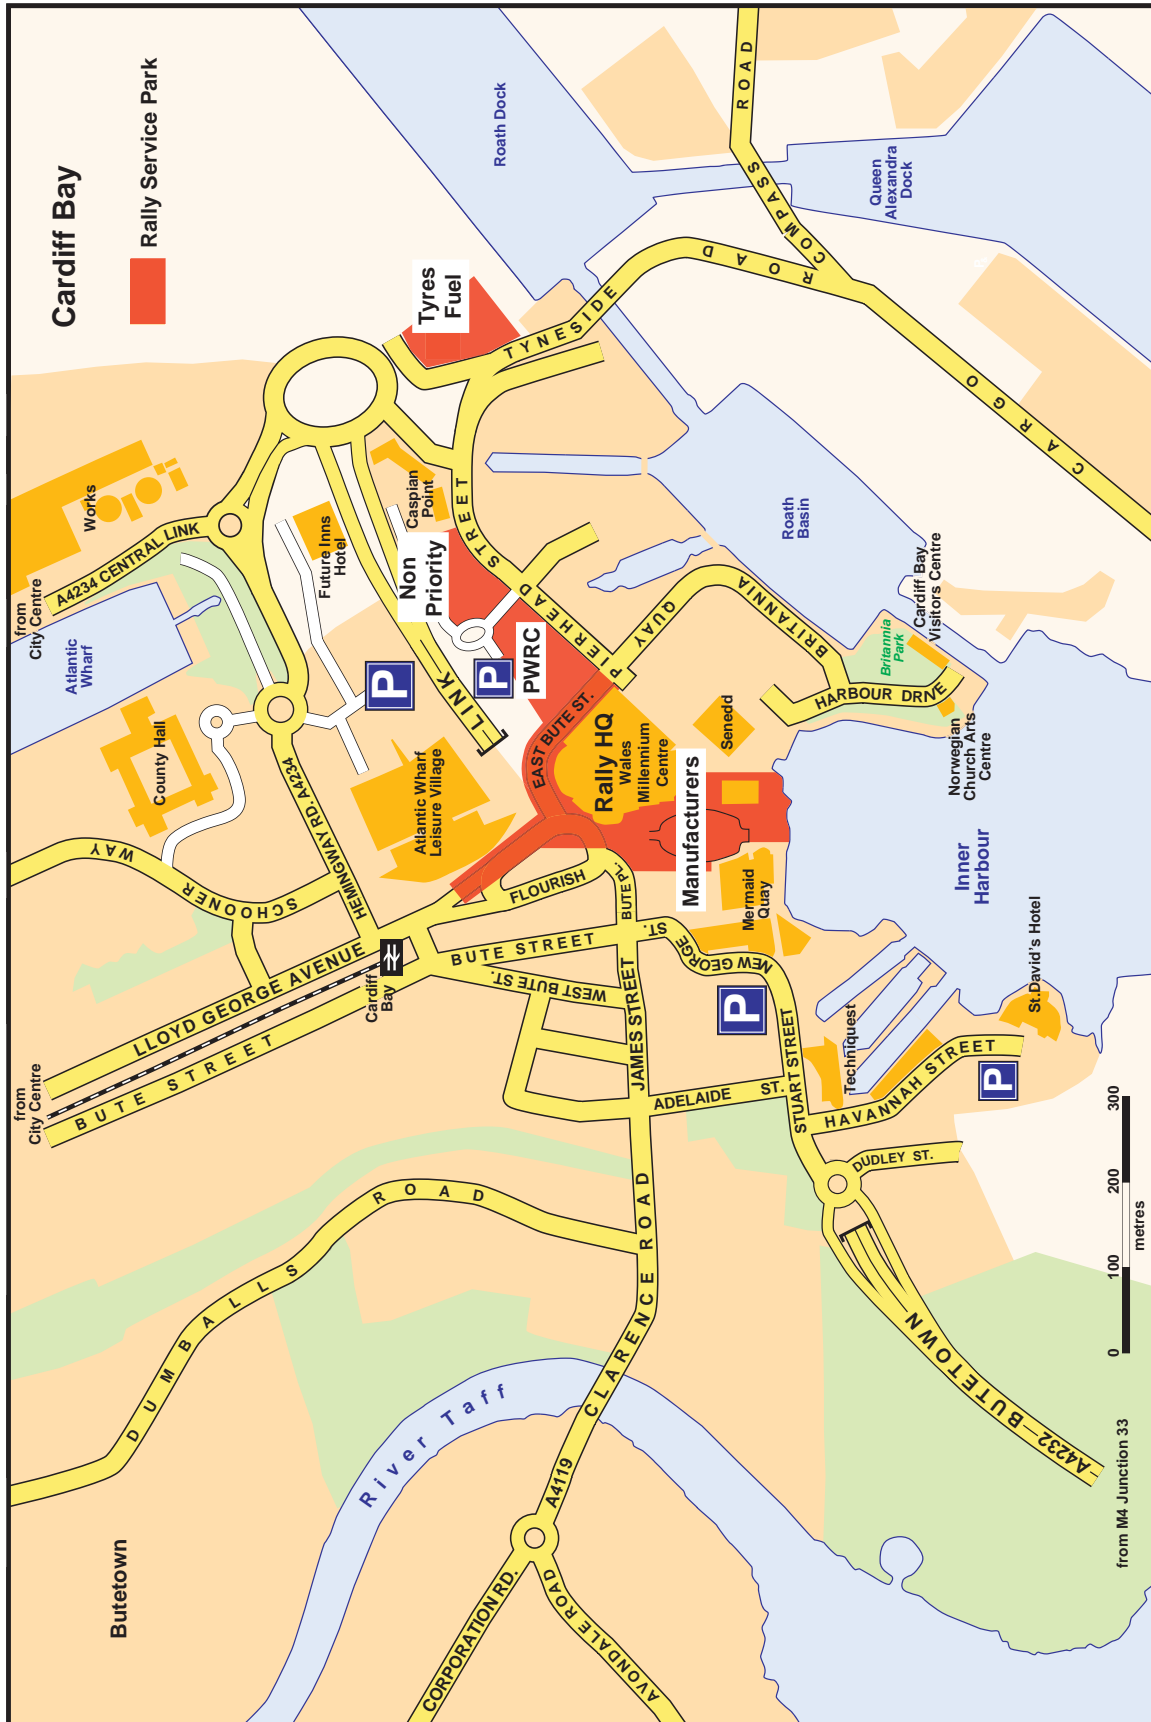 Cardiff Bay
Rally Service Park
Butetown
from
City Centre
BUTE STREET
LLOYD GEORGE AVENUE
SCHOONER WAY
County Hall
Atlantic
Wharf
from
City Centre
A4234 CENTRAL LINK
Works
DUMBALLS ROAD
River Taff
HEMINGWAY RD. A4234
Cardiff
Bay
Future Inns
Hotel
Atlantic Wharf
Leisure Village
P
LINK
Non
Priority
Caspian
Point
Tyres
Fuel
Roath Dock
P
PWRC
PIERHEAD STREET
TYNESIDE ROAD
CORPORATION RD.
AVONDALE ROAD
A4119 CLARENCE ROAD
JAMES STREET
BUTE STREET
WEST BUTE ST.
FLOURISH
BUTE PL.
EAST BUTE ST.
Rally HQ
Wales
Millennium
Centre
Manufacturers
Senedd
BRITANNIA QUAY
ADELAIDE ST.
NEW GEORGE ST.
P
Mermaid
Quay
STUART STREET
Techniquest
HARBOUR DRIVE
Britannia
Park
Cardiff Bay
Visitors Centre
Norwegian
Church Arts
Centre
Roath
Basin
Queen
Alexandra
Dock
COMPASS ROAD
CARGO ROAD
DUDLEY ST.
HAVANNAH STREET
P
St.David's Hotel
Inner
Harbour
A4232 BUTETOWN
from M4 Junction 33
0 100 200 300
metres